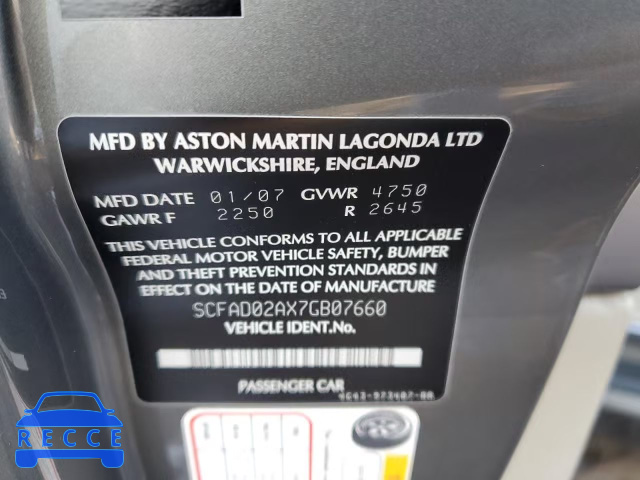 MFD BY ASTON MARTIN LAGONDA LTD
WARWICKSHIRE, ENGLAND
MFD DATE 01/07 GVWR 4750
GAWR F 2250 R 2645
THIS VEHICLE CONFORMS TO ALL APPLICABLE
FEDERAL MOTOR VEHICLE SAFETY, BUMPER
AND THEFT PREVENTION STANDARDS IN
EFFECT ON THE DATE OF MANUFACTURE
SCFAD02AX7GB07660
VEHICLE IDENT.No.
PASSENGER CAR
RECCE